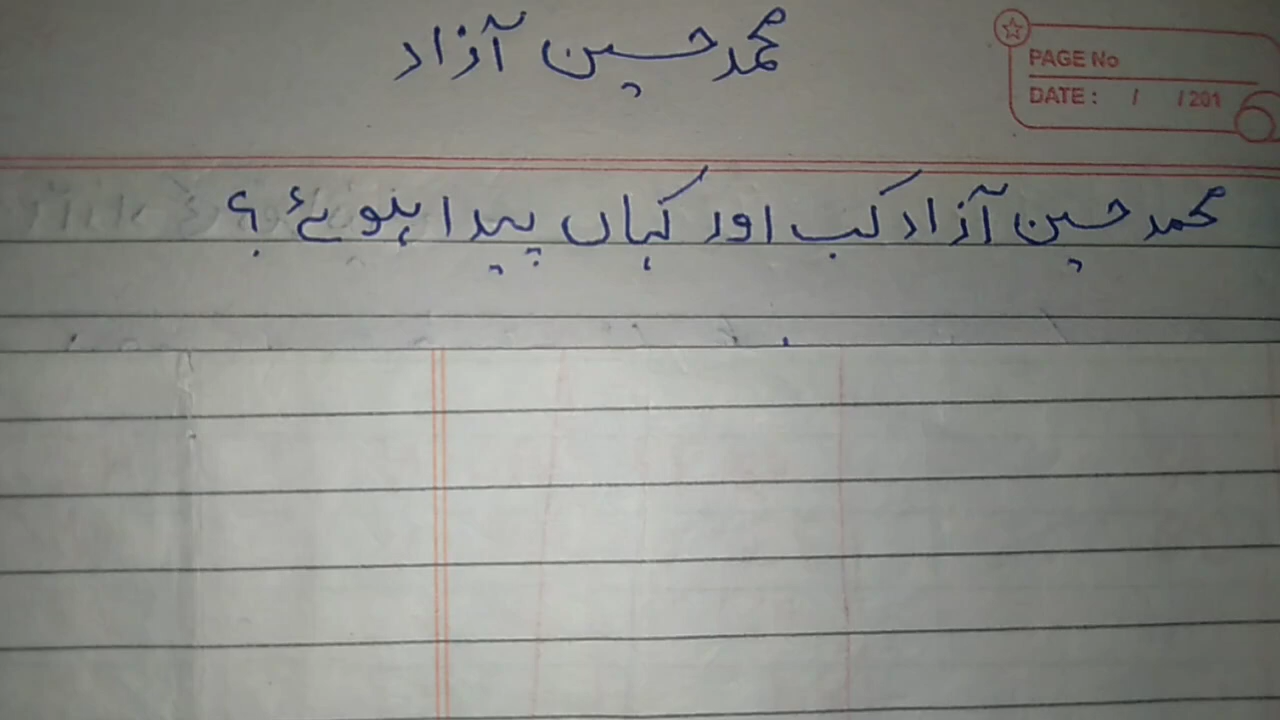 محمد حسین آزاد
PAGE No
DATE : / / 201
محمد حسین آزاد کب اور کہاں پیدا ہوئے ؟